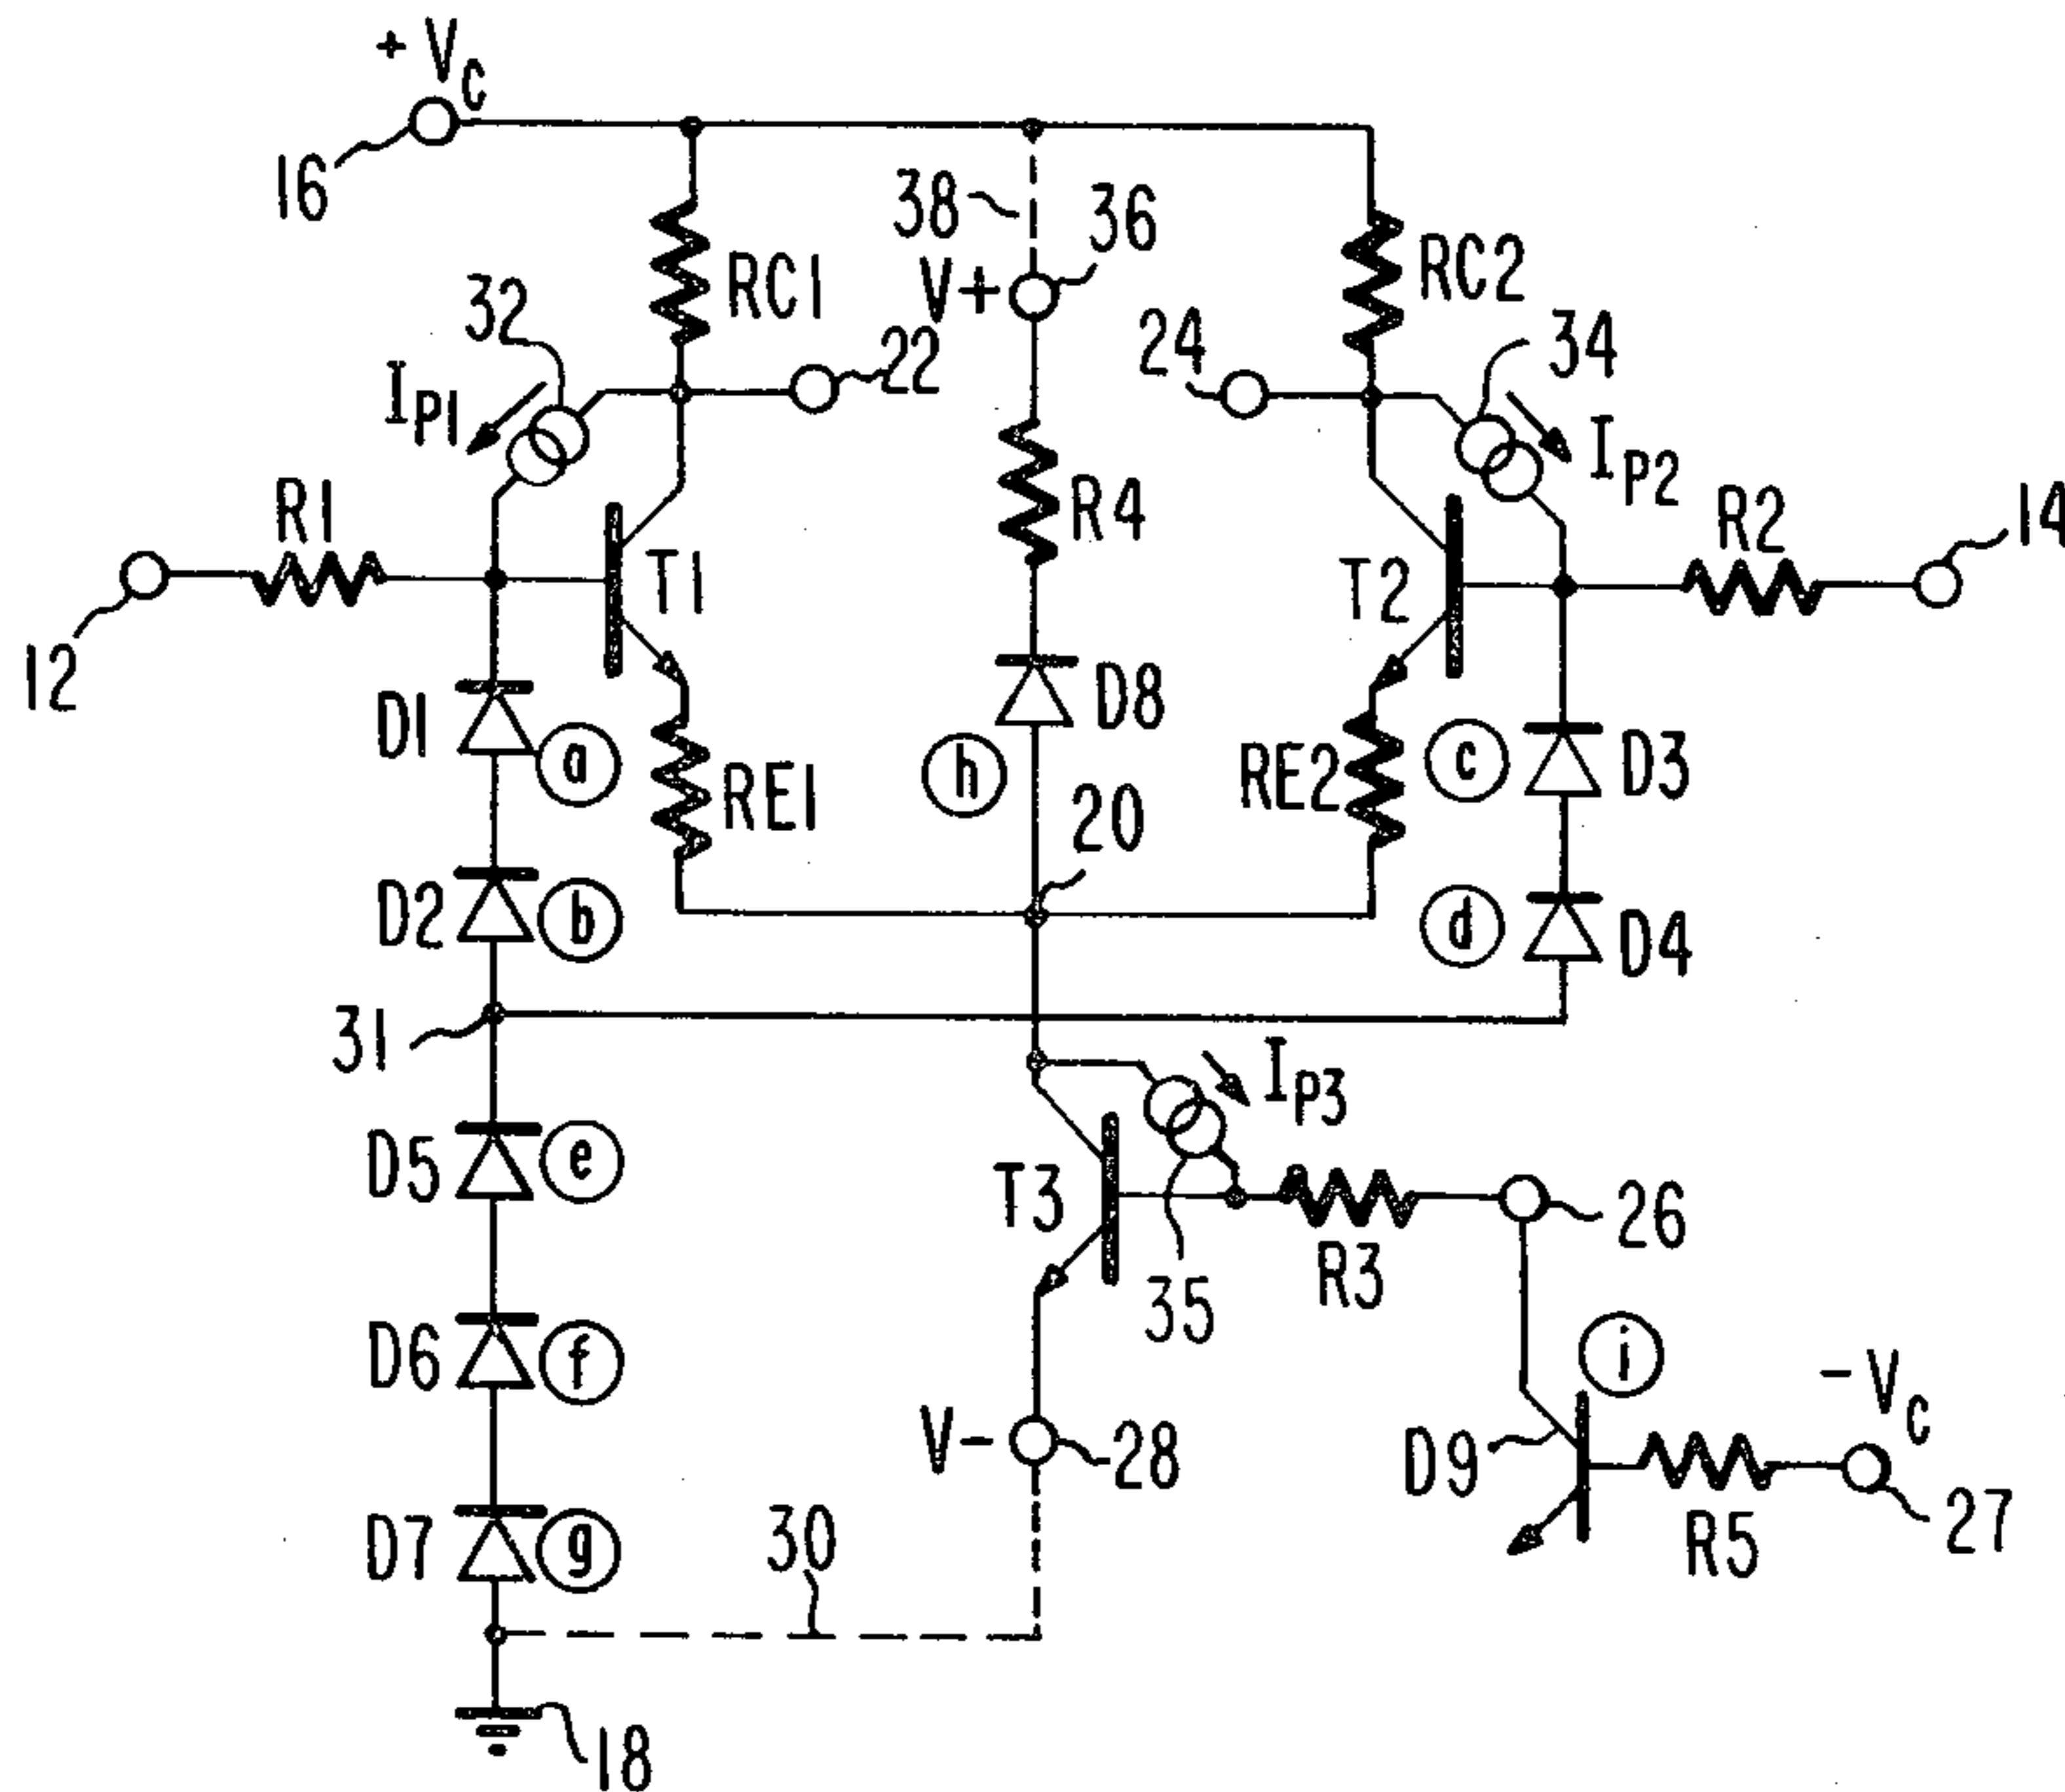 + VC
16
38
36
V+
RC1
RC2
32
22
24
34
IP1
IP2
R1
R4
R2
14
T1
T2
12
D1
a
D8
h
RE1
RE2
c
D3
20
D2
b
d
D4
31
IP3
D5
e
T3
26
R3
35
D6
f
i
- VC
V-
28
D9
27
R5
D7
g
30
18